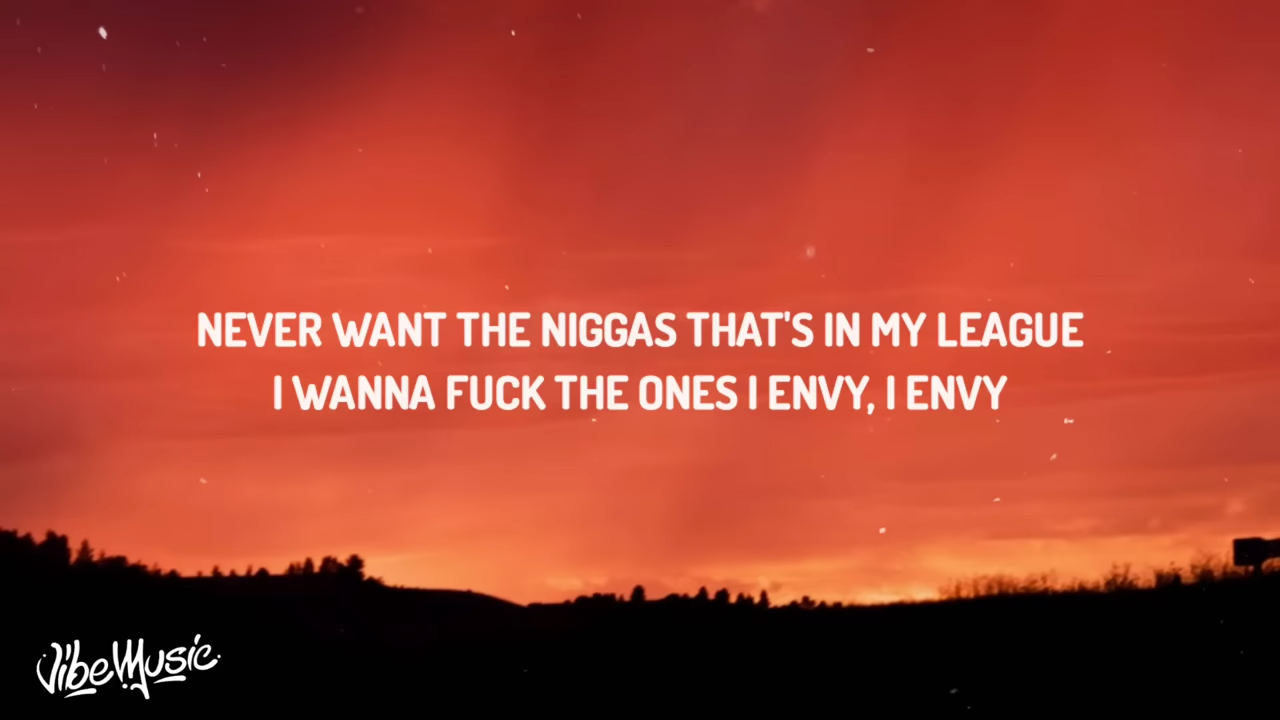 NEVER WANT THE NIGGAS THAT'S IN MY LEAGUE
I WANNA FUCK THE ONES I ENVY, I ENVY
VibeMusic